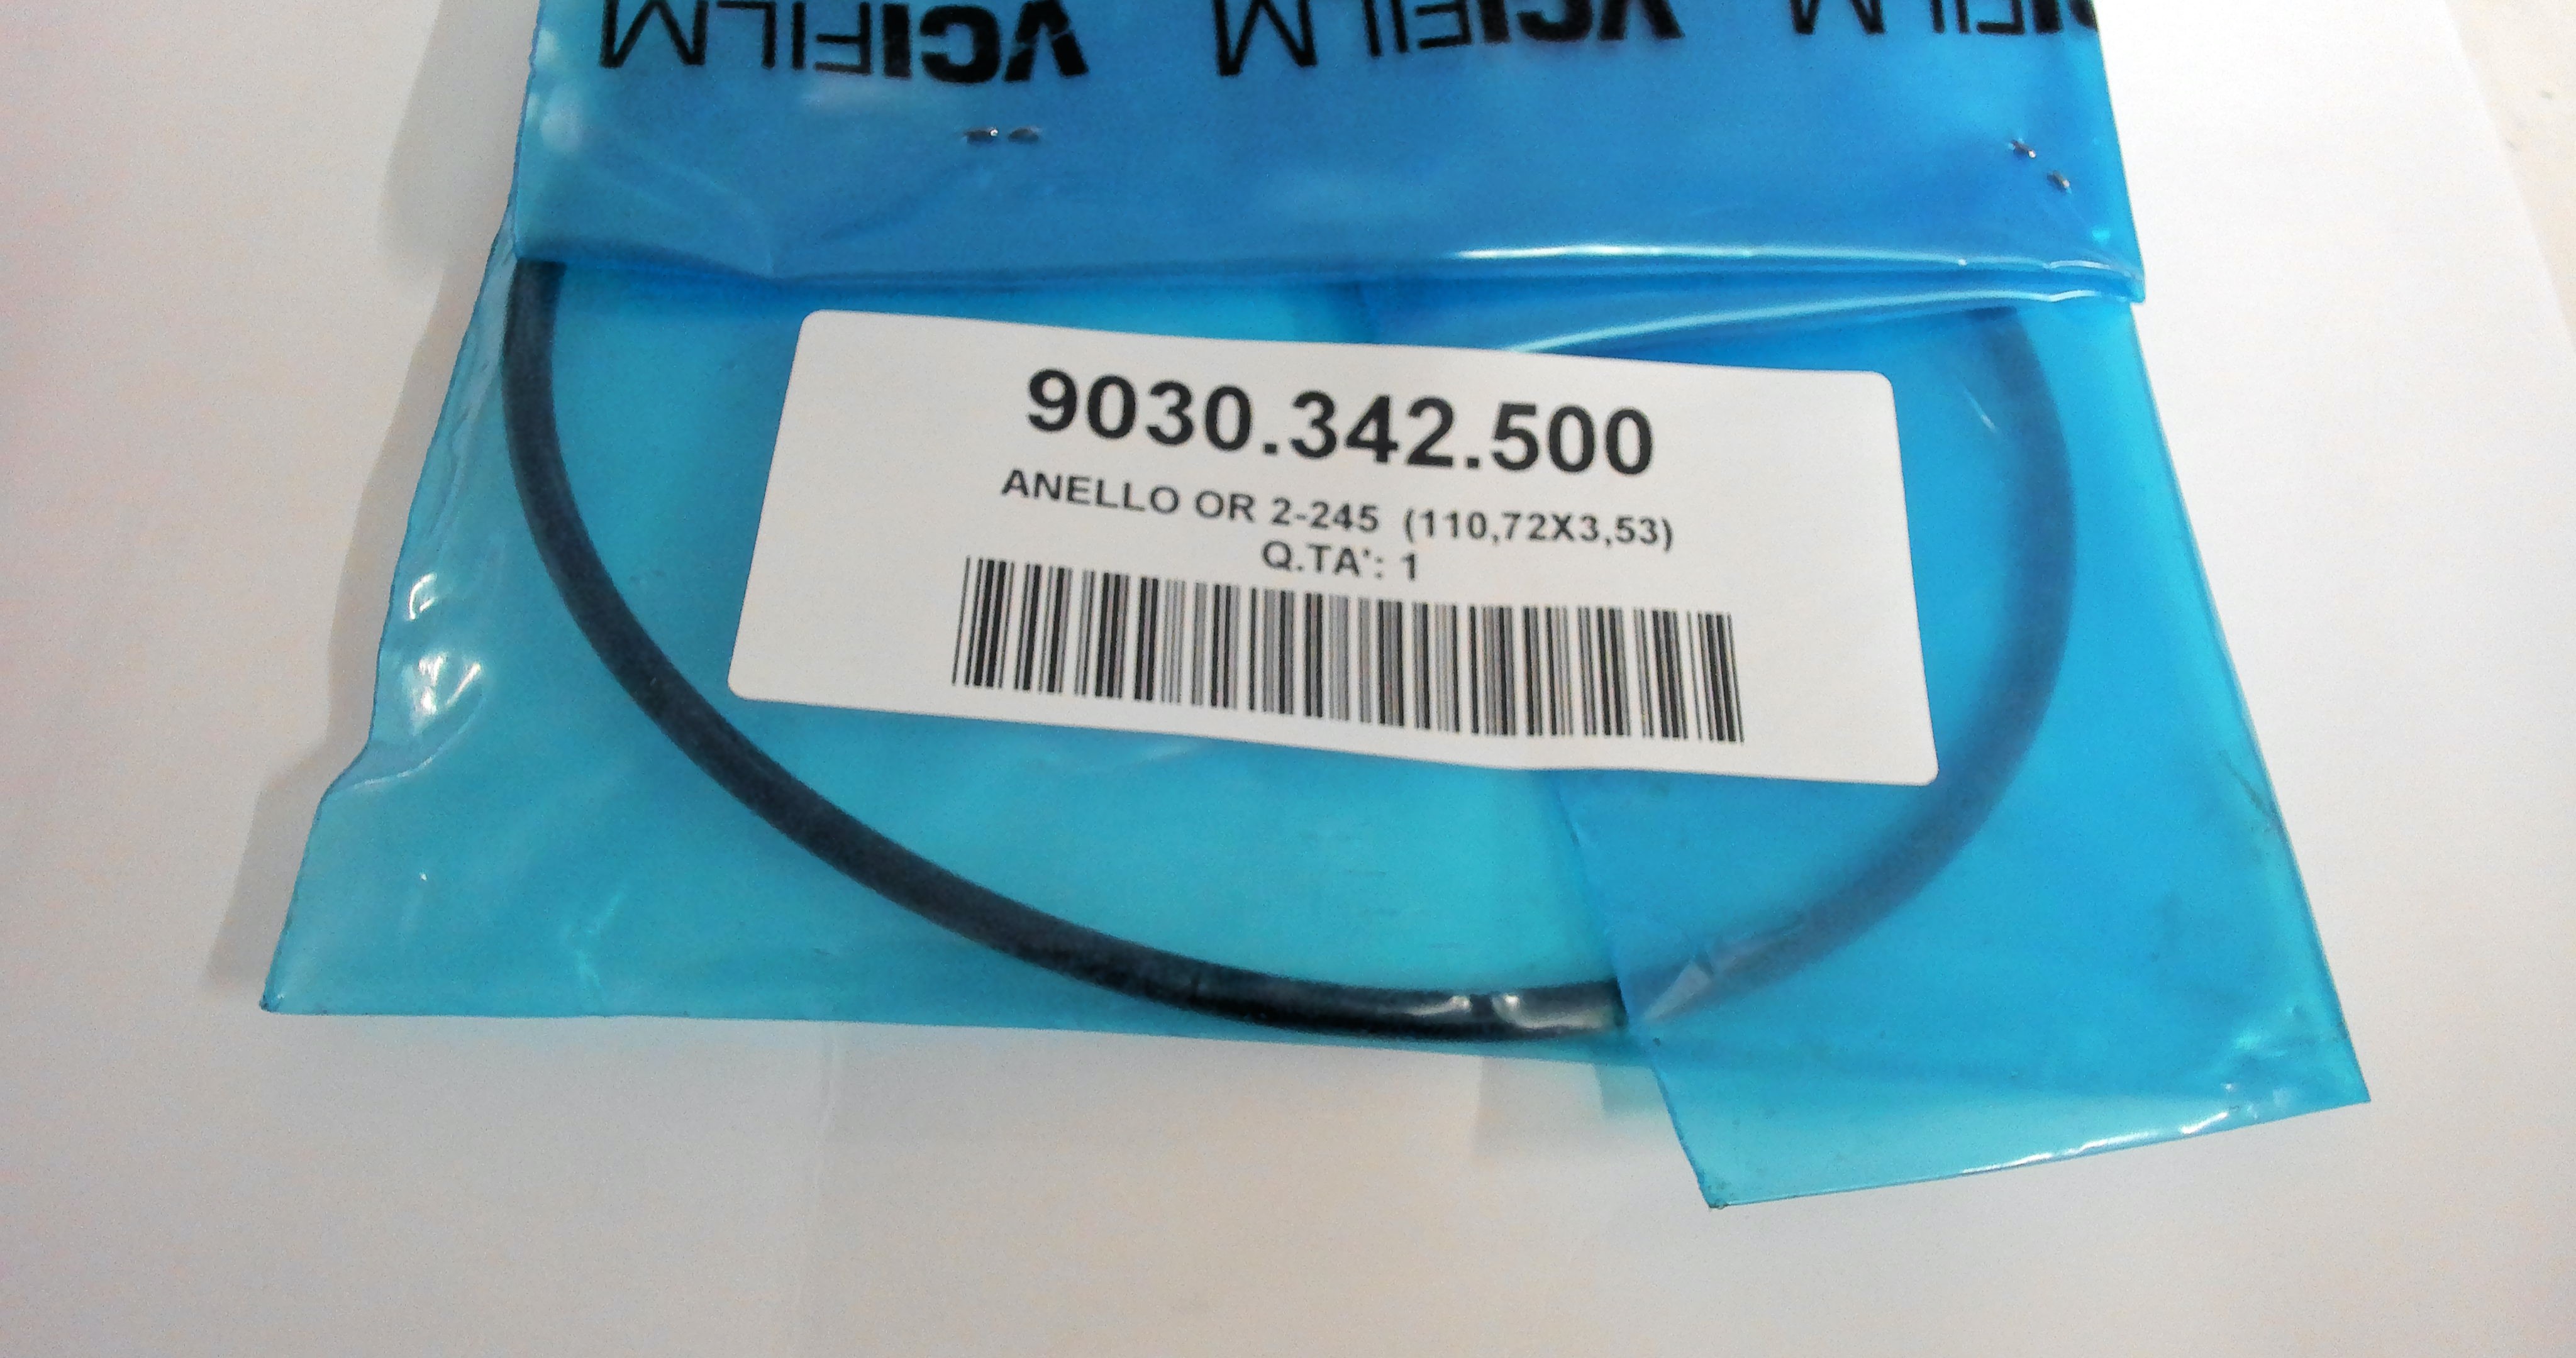 VCIFILM VCIFILM
9030.342.500
ANELLO OR 2-245 (110,72X3,53)
Q.TA': 1